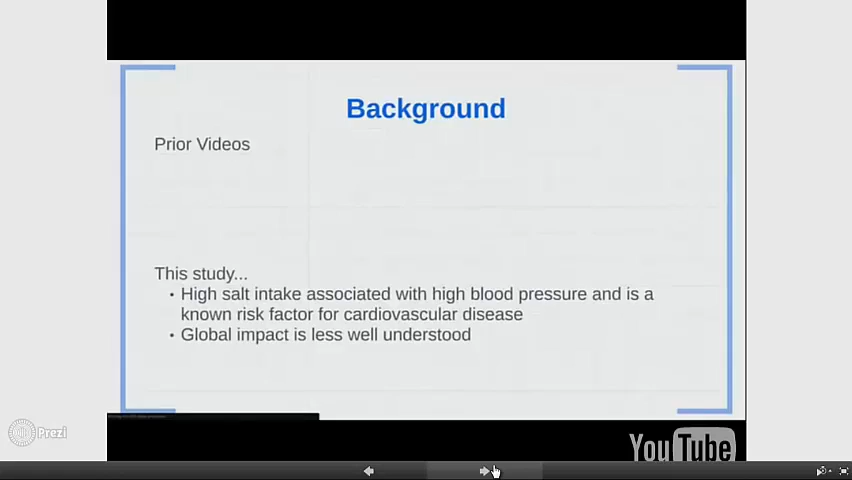 Background
Prior Videos
This study...
• High salt intake associated with high blood pressure and is a
known risk factor for cardiovascular disease
• Global impact is less well understood
Prezi
YouTube